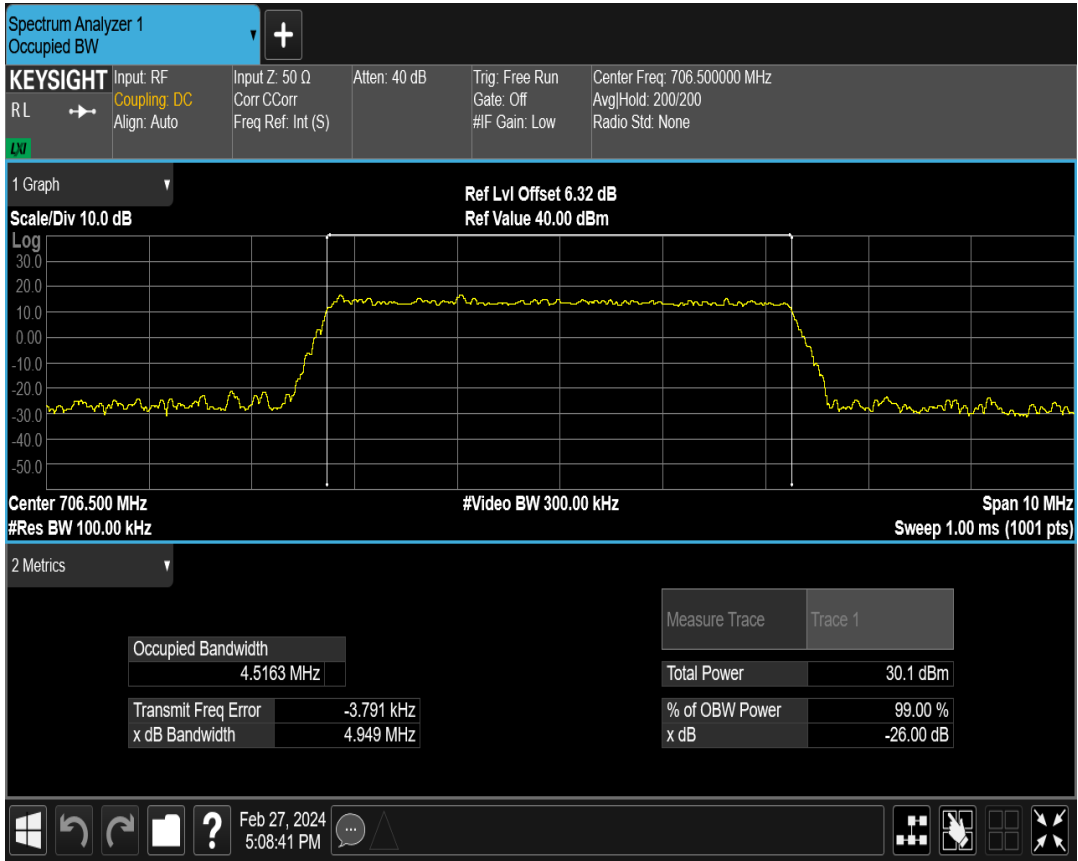 Spectrum Analyzer 1
Occupied BW
KEYSIGHT
RL
LXI
Input: RF
Coupling: DC
Align: Auto
Input Z: 50 Ω
Corr CCorr
Freq Ref: Int (S)
Atten: 40 dB
Trig: Free Run
Gate: Off
#IF Gain: Low
Center Freq: 706.500000 MHz
Avg|Hold: 200/200
Radio Std: None
1 Graph
Scale/Div 10.0 dB
Ref Lvl Offset 6.32 dB
Ref Value 40.00 dBm
Log
30.0
20.0
10.0
0.00
-10.0
-20.0
-30.0
-40.0
-50.0
Center 706.500 MHz
#Res BW 100.00 kHz
#Video BW 300.00 kHz
Span 10 MHz
Sweep 1.00 ms (1001 pts)
2 Metrics
Occupied Bandwidth
4.5163 MHz
Transmit Freq Error -3.791 kHz
x dB Bandwidth 4.949 MHz
Measure Trace Trace 1
Total Power 30.1 dBm
% of OBW Power 99.00 %
x dB -26.00 dB
?
Feb 27, 2024
5:08:41 PM